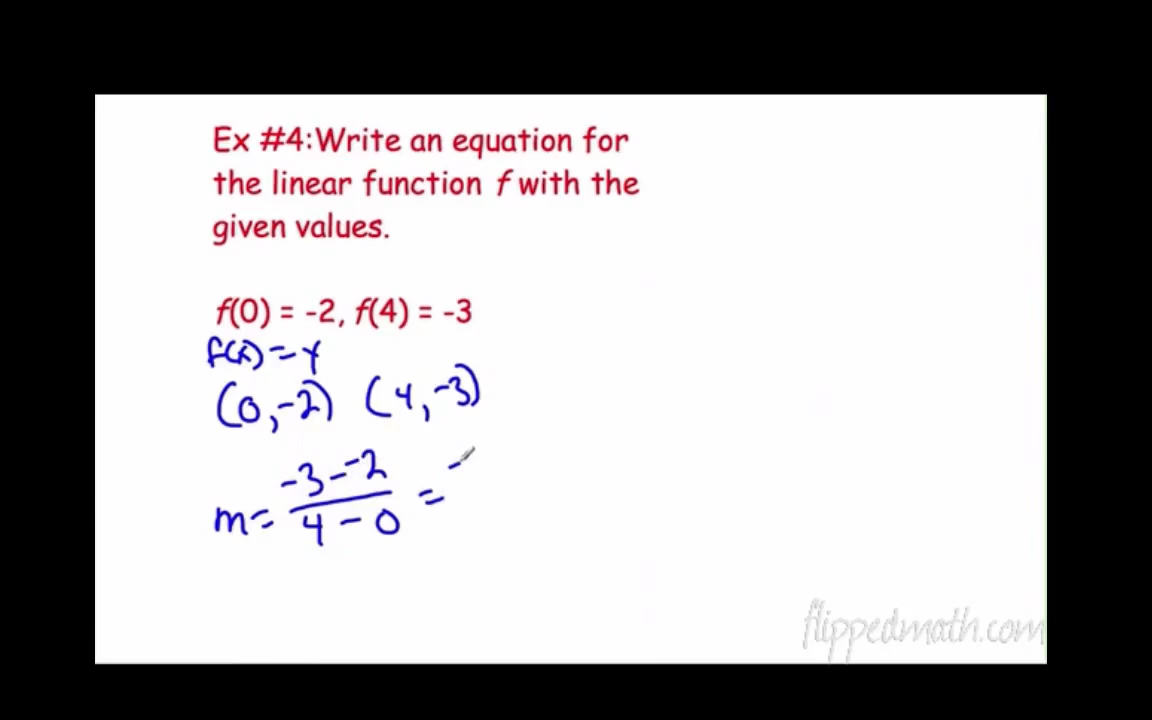 Ex #4:Write an equation for
the linear function f with the
given values.
f(0) = -2, f(4) = -3
f(x) = y
(0,-2) (4,-3)
m = -3--2 / 4-0 = -
flippedmath.com